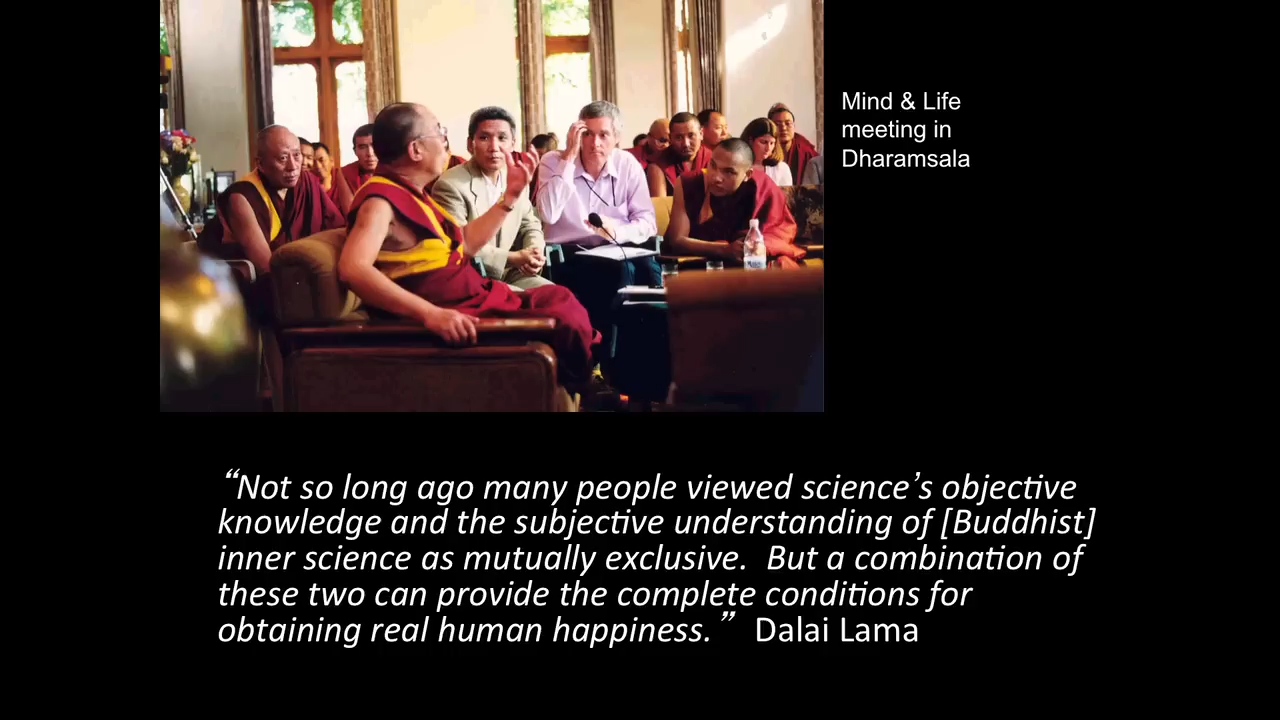 Mind & Life
meeting in
Dharamsala
“Not so long ago many people viewed science’s objective
knowledge and the subjective understanding of [Buddhist]
inner science as mutually exclusive.  But a combination of
these two can provide the complete conditions for
obtaining real human happiness.”  Dalai Lama